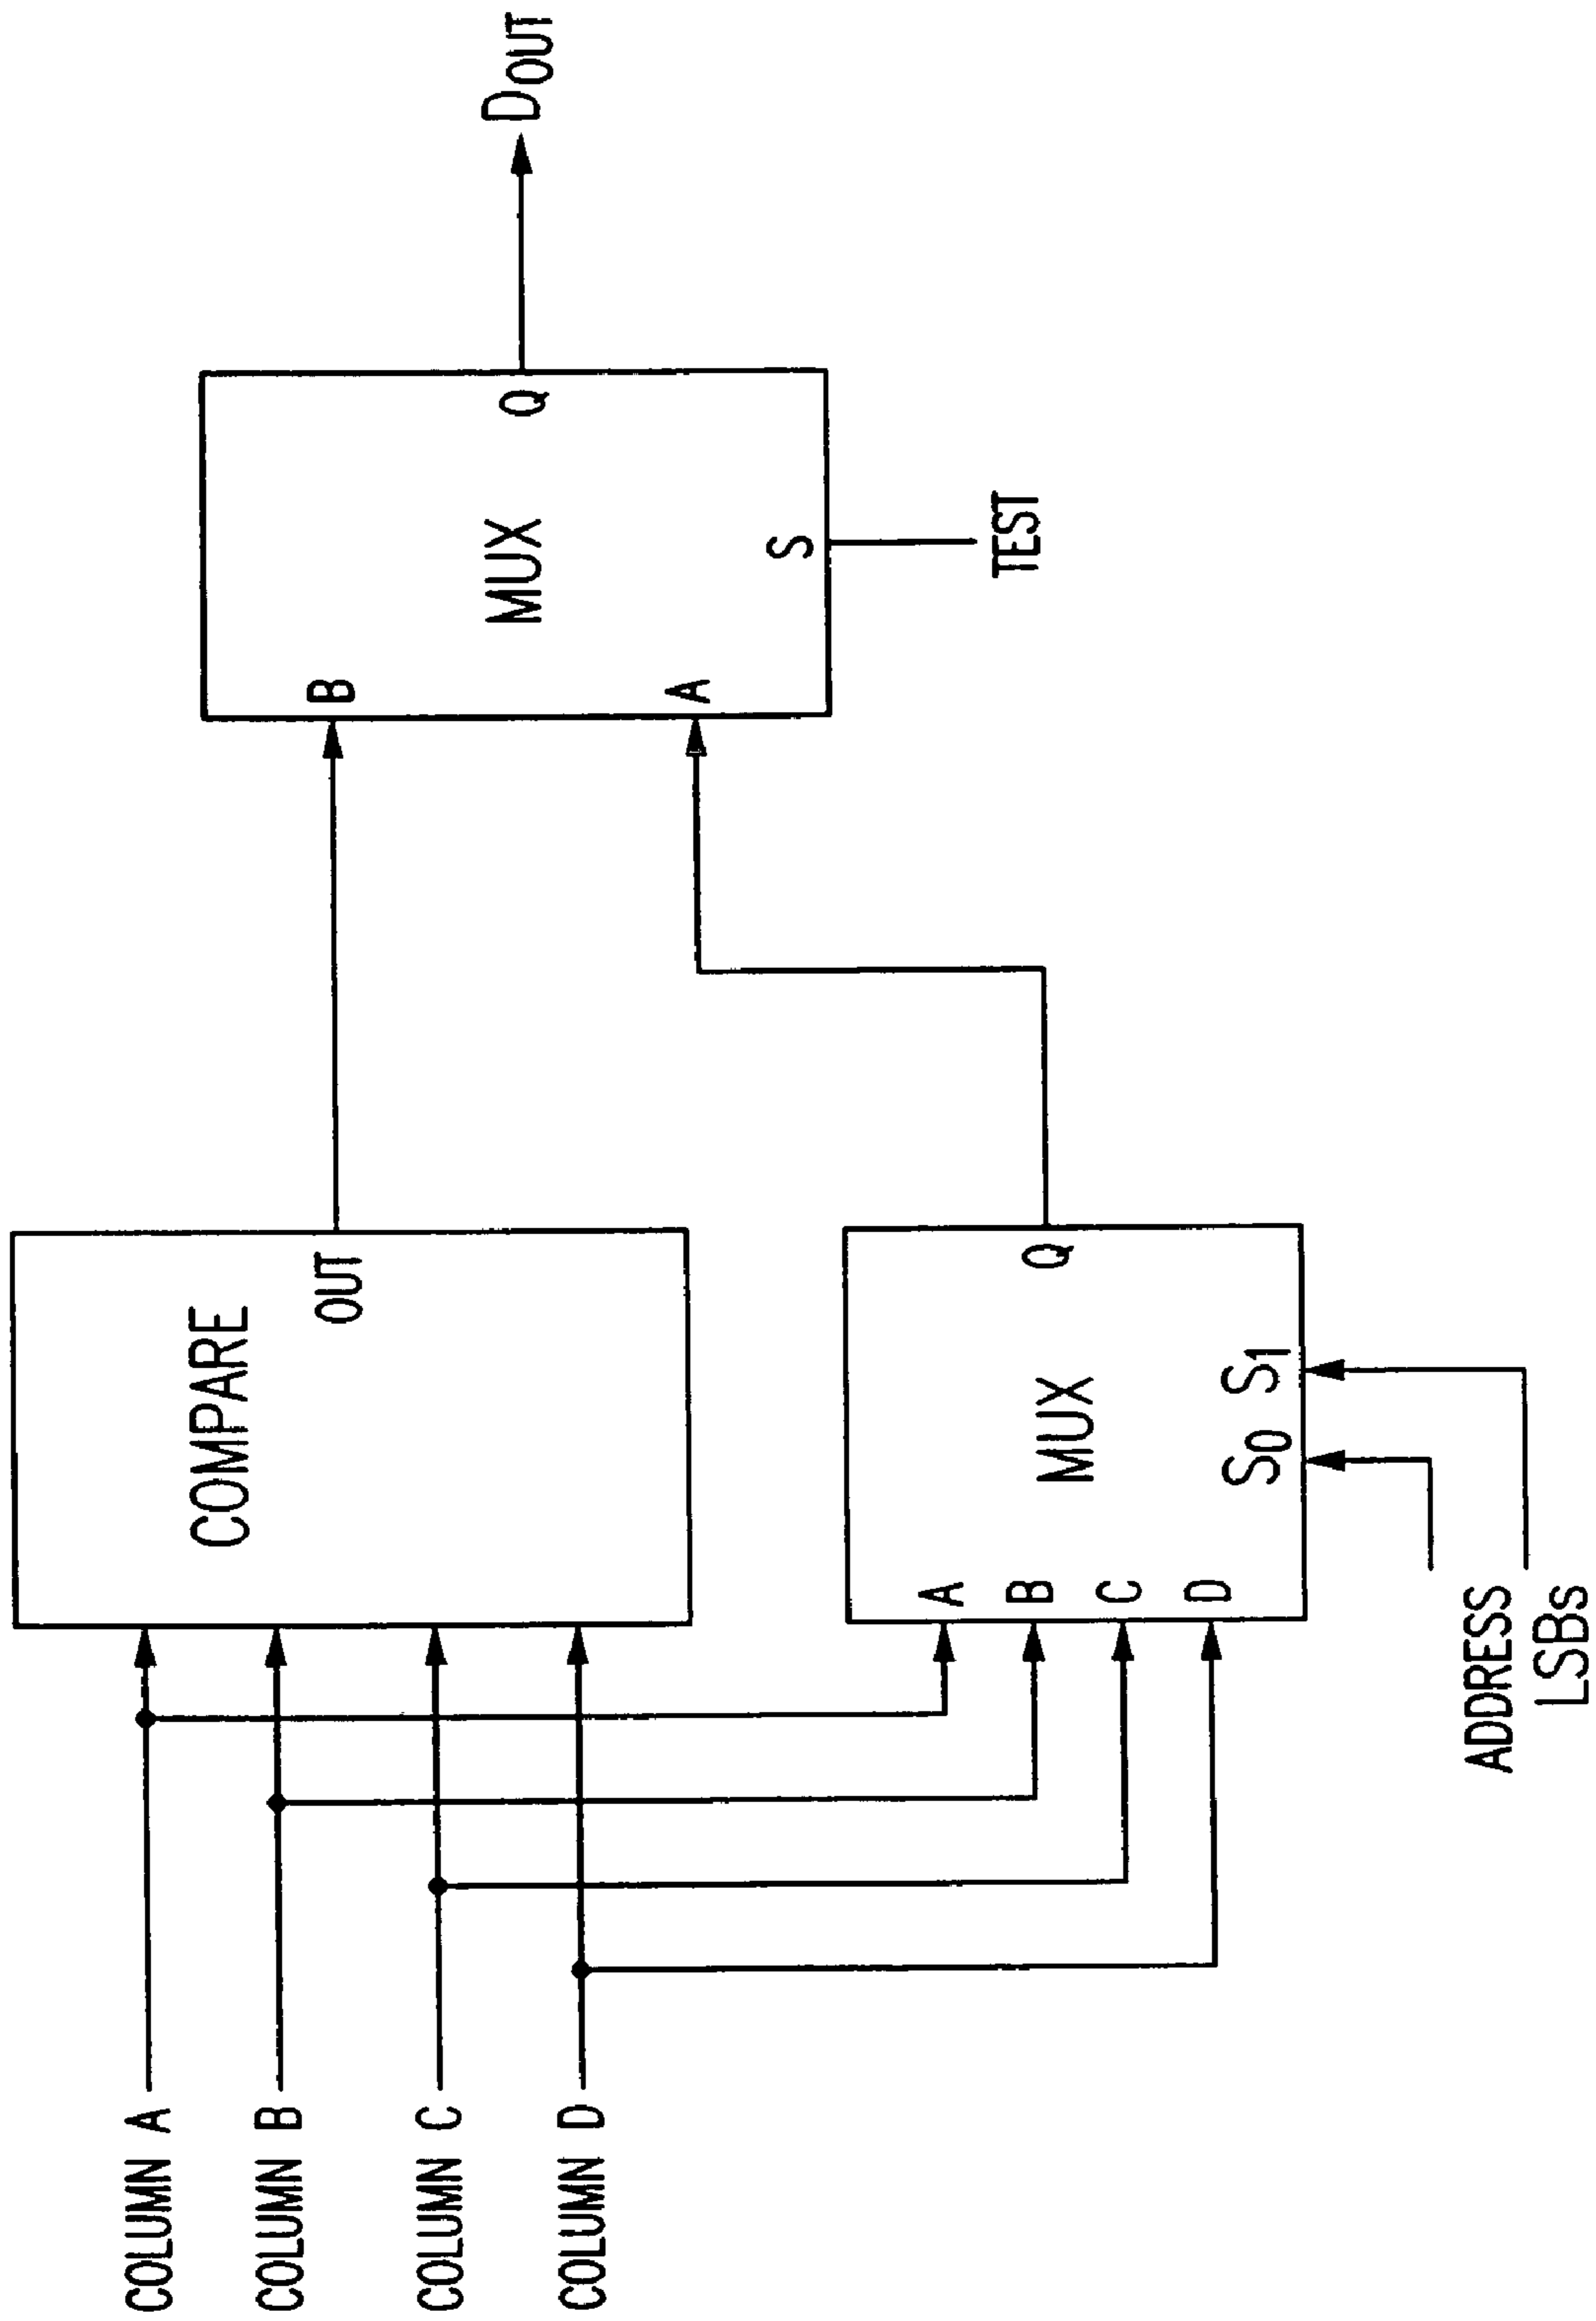 COLUMN A
COLUMN B
COLUMN C
COLUMN D
COMPARE
OUT
A
B
C
D
MUX
S0 S1
Q
ADDRESS
LSBs
B
A
MUX
S
Q
TEST
DOUT